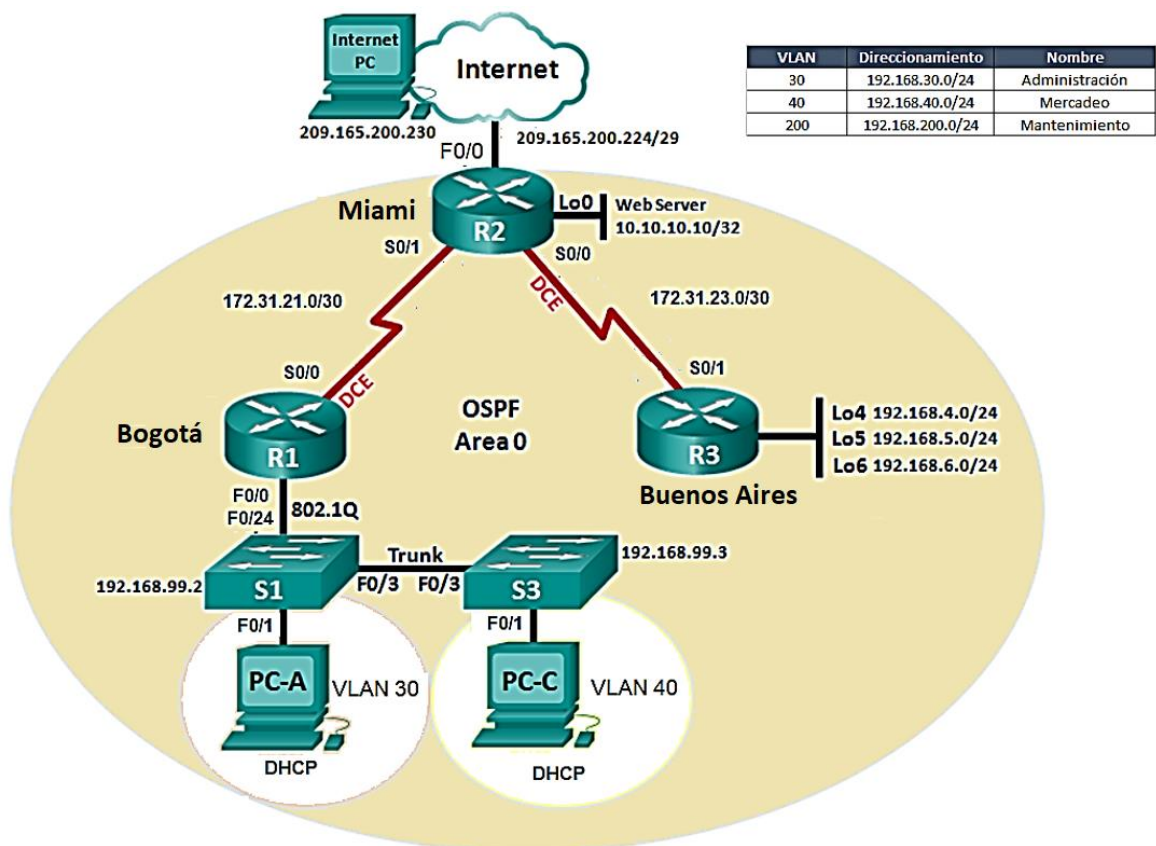 Internet
PC
Internet
209.165.200.230
209.165.200.224/29
F0/0
VLAN Direccionamiento Nombre
30 192.168.30.0/24 Administración
40 192.168.40.0/24 Mercadeo
200 192.168.200.0/24 Mantenimiento
Miami
R2
Lo0
Web Server
10.10.10.10/32
S0/1
S0/0
DCE
172.31.21.0/30
172.31.23.0/30
S0/0
DCE
S0/1
Bogotá
R1
OSPF
Area 0
R3
Buenos Aires
Lo4 192.168.4.0/24
Lo5 192.168.5.0/24
Lo6 192.168.6.0/24
F0/0
F0/24
802.1Q
192.168.99.2
S1
Trunk
F0/3 F0/3
S3
192.168.99.3
F0/1
F0/1
PC-A
VLAN 30
PC-C
VLAN 40
DHCP
DHCP